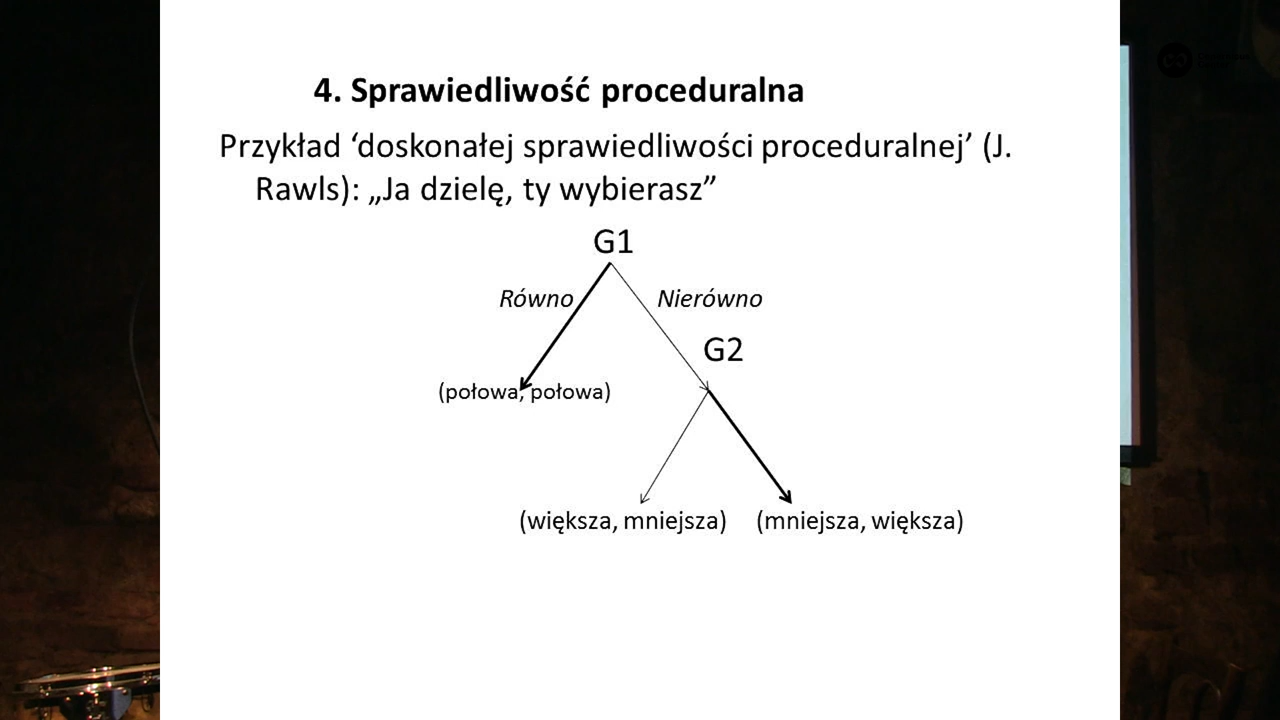 4. Sprawiedliwość proceduralna
Przykład ‘doskonałej sprawiedliwości proceduralnej’ (J.
Rawls): „Ja dzielę, ty wybierasz”
G1
Równo
Nierówno
G2
(połowa, połowa)
(większa, mniejsza)
(mniejsza, większa)